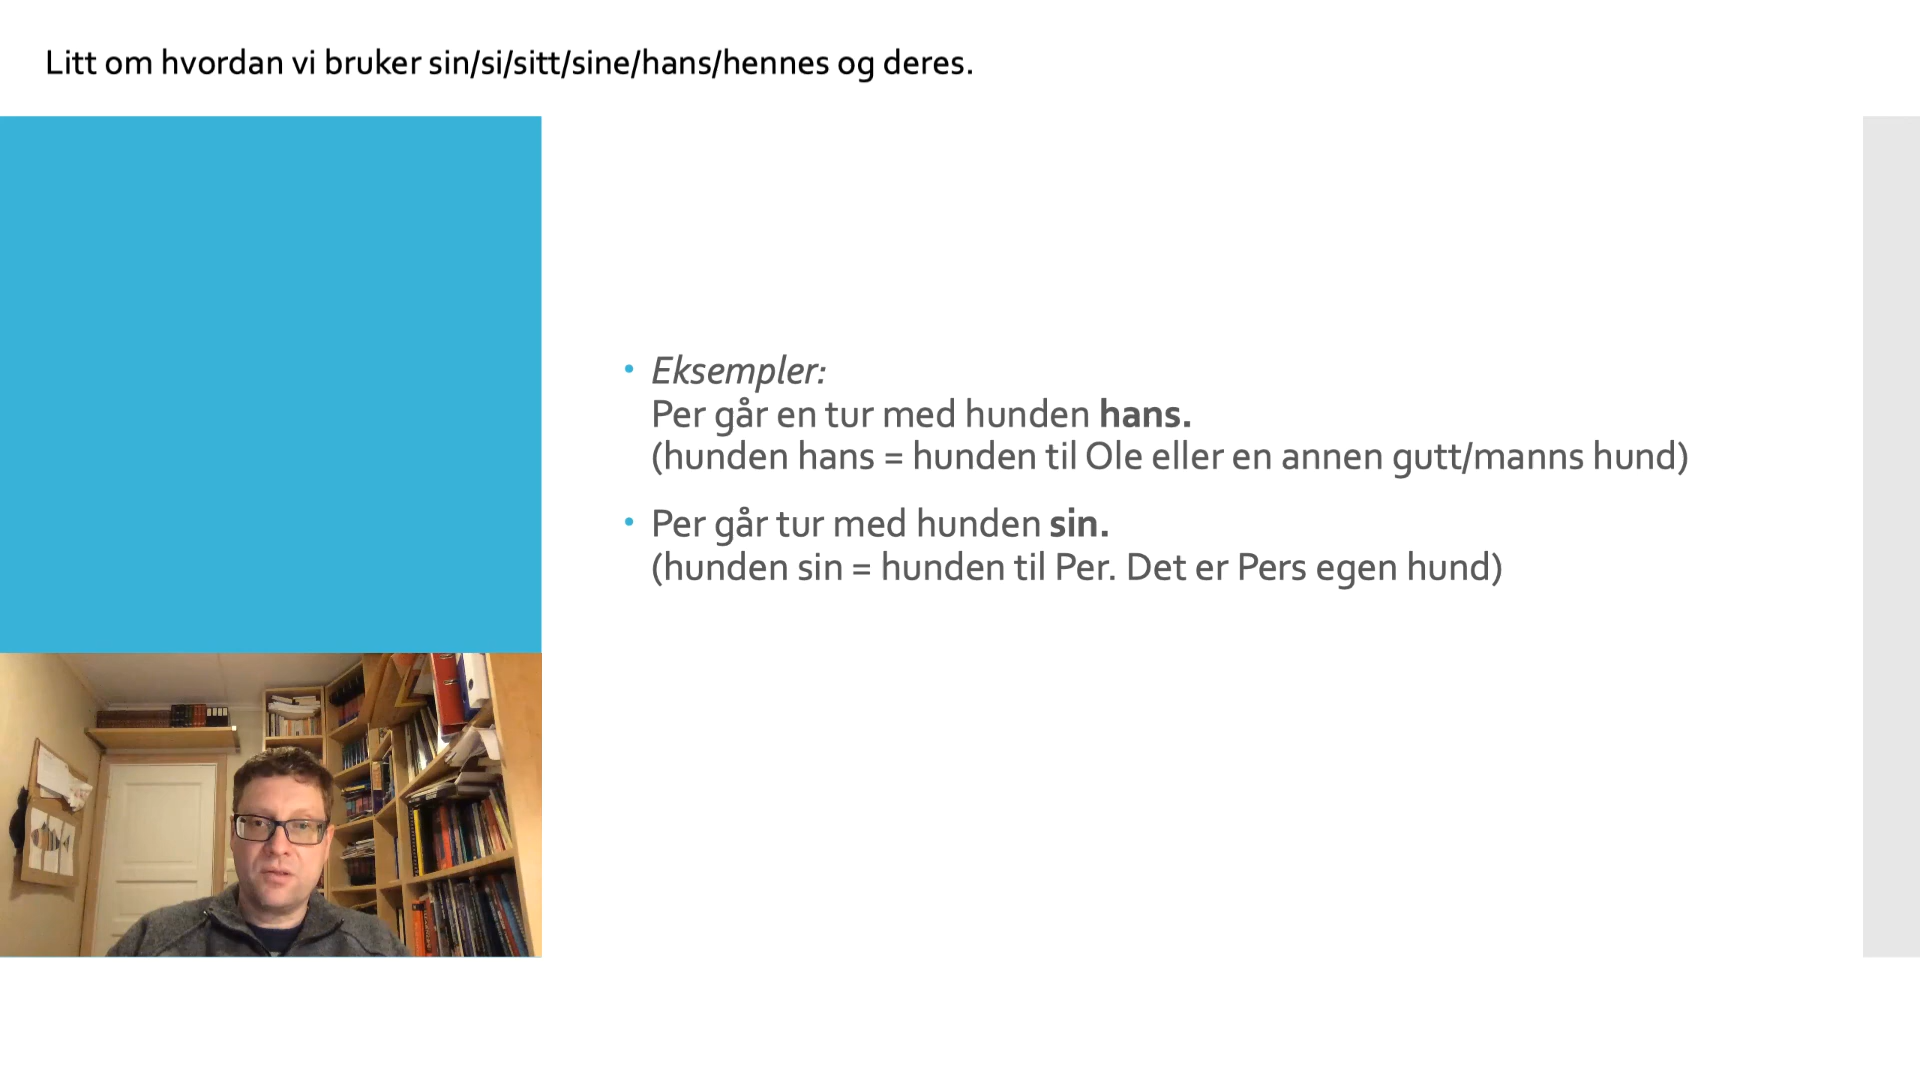 Litt om hvordan vi bruker sin/si/sitt/sine/hans/hennes og deres.
• Eksempler:
Per går en tur med hunden hans.
(hunden hans = hunden til Ole eller en annen gutt/manns hund)
• Per går tur med hunden sin.
(hunden sin = hunden til Per. Det er Pers egen hund)